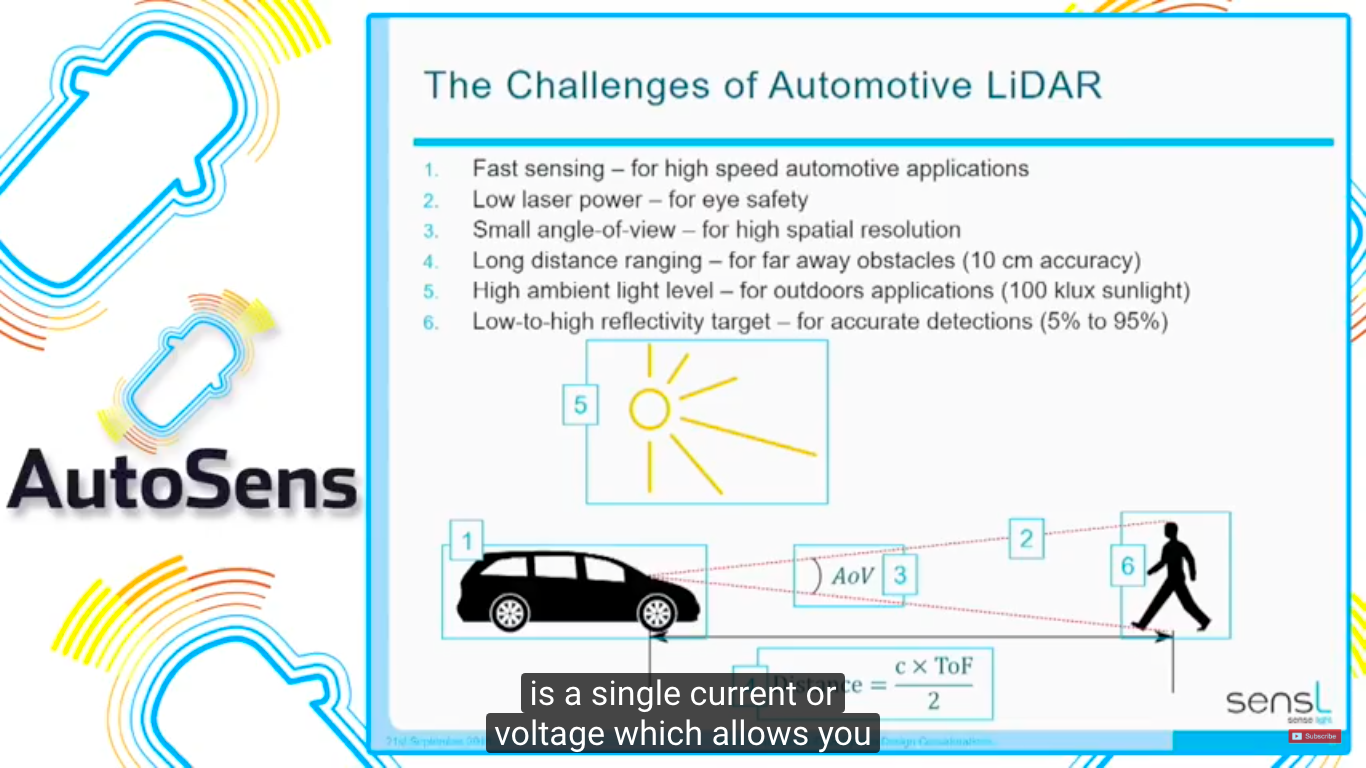 The Challenges of Automotive LiDAR
1. Fast sensing – for high speed automotive applications
2. Low laser power – for eye safety
3. Small angle-of-view – for high spatial resolution
4. Long distance ranging – for far away obstacles (10 cm accuracy)
5. High ambient light level – for outdoors applications (100 klux sunlight)
6. Low-to-high reflectivity target – for accurate detections (5% to 95%)
5
AutoSens
1
2
AoV 3
6
4 Distance = c × ToF
2
is a single current or
voltage which allows you
sensL
sense light
Subscribe
21st September
Design Considerations